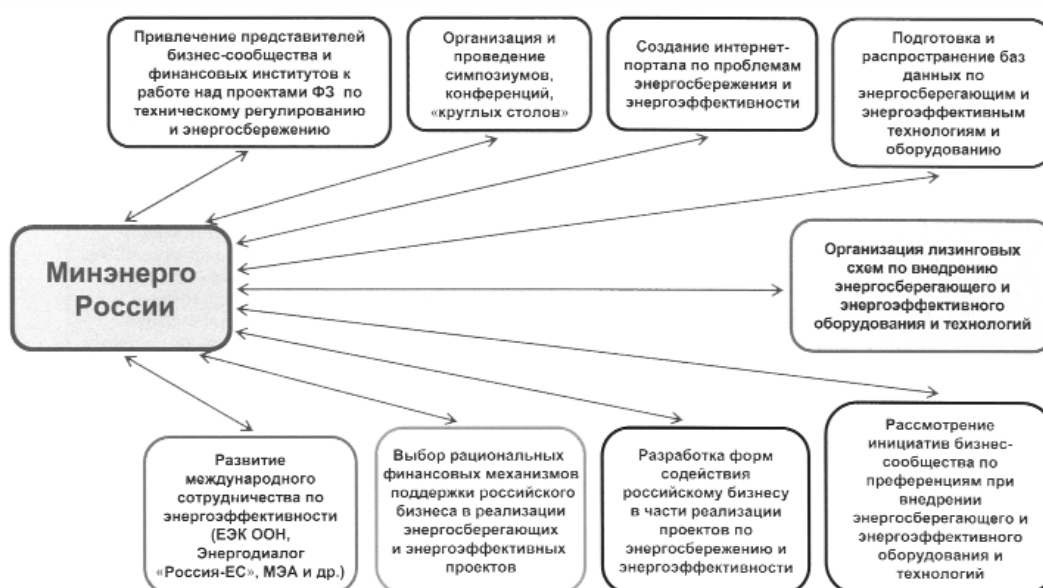 Привлечение представителей
бизнес-сообщества и
финансовых институтов к
работе над проектами ФЗ по
техническому регулированию
и энергосбережению
Организация и
проведение
симпозиумов,
конференций,
«круглых столов»
Создание интернет-
портала по проблемам
энергосбережения и
энергоэффективности
Подготовка и
распространение баз
данных по
энергосберегающим и
энергоэффективным
технологиям и
оборудованию
Минэнерго
России
Организация лизинговых
схем по внедрению
энергосберегающего и
энергоэффективного
оборудования и технологий
Развитие
международного
сотрудничества по
энергоэффективности
(ЕЭК ООН,
Энергодиалог
«Россия-ЕС», МЭА и др.)
Выбор рациональных
финансовых механизмов
поддержки российского
бизнеса в реализации
энергосберегающих
и энергоэффективных
проектов
Разработка форм
содействия
российскому бизнесу
в части реализации
проектов по
энергосбережению и
энергоэффективности
Рассмотрение
инициатив бизнес-
сообщества по
преференциям при
внедрении
энергосберегающего и
энергоэффективного
оборудования и
технологий